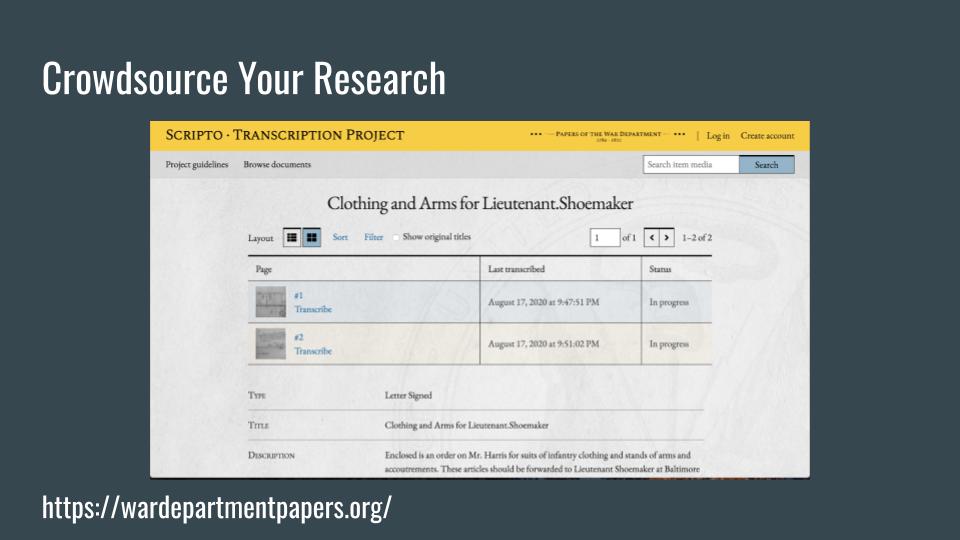 Crowdsource Your Research
SCRIPTO · TRANSCRIPTION PROJECT
PAPERS OF THE WAR DEPARTMENT
| Log in Create account
Project guidelines Browse documents
Search item media Search
Clothing and Arms for Lieutenant.Shoemaker
Layout Sort Filter Show original titles 1 of 1 < > 1–2 of 2
Page Last transcribed Status
#1
Transcribe August 17, 2020 at 9:47:51 PM In progress
#2
Transcribe August 17, 2020 at 9:51:02 PM In progress
TYPE Letter Signed
TITLE Clothing and Arms for Lieutenant.Shoemaker
DESCRIPTION Enclosed is an order on Mr. Harris for suits of infantry clothing and stands of arms and
accoutrements. These articles should be forwarded to Lieutenant Shoemaker at Baltimore
https://wardepartmentpapers.org/